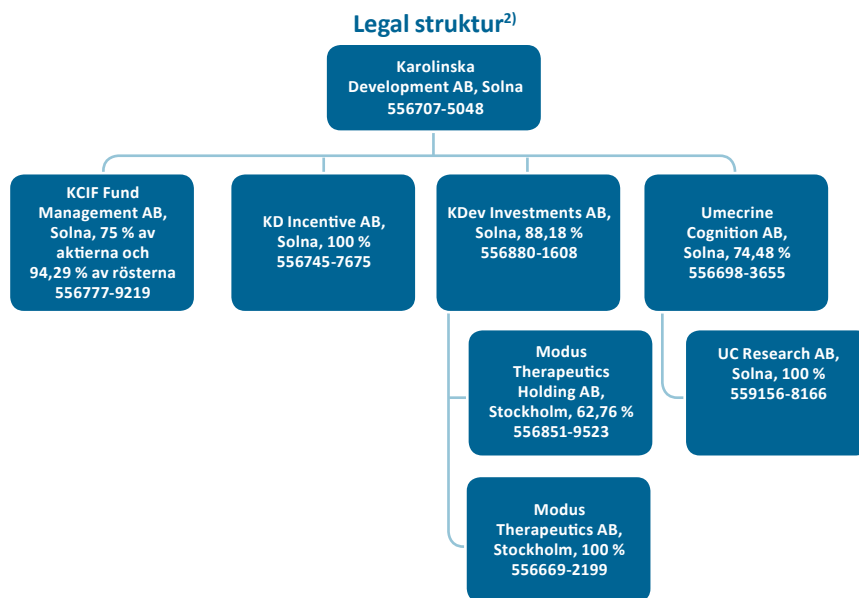 Legal struktur2)
Karolinska
Development AB, Solna
556707-5048
KCIF Fund
Management AB,
Solna, 75 % av
aktierna och
94,29 % av rösterna
556777-9219
KD Incentive AB,
Solna, 100 %
556745-7675
KDev Investments AB,
Solna, 88,18 %
556880-1608
Umecrine
Cognition AB,
Solna, 74,48 %
556698-3655
Modus
Therapeutics
Holding AB,
Stockholm, 62,76 %
556851-9523
UC Research AB,
Solna, 100 %
559156-8166
Modus
Therapeutics AB,
Stockholm, 100 %
556669-2199